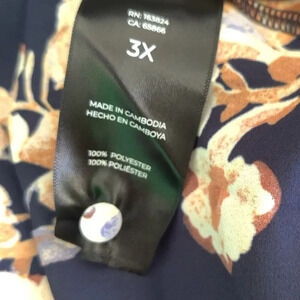 RN: 163824
CA: 65866
3X
MADE IN CAMBODIA
HECHO EN CAMBOYA
100% POLYESTER
100% POLIÉSTER